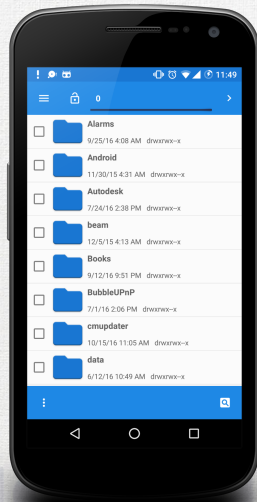 11:49
0
Alarms
9/25/16 4:08 AM drwxrwx--x
Android
11/30/15 4:31 AM drwxrwx--x
Autodesk
7/24/16 2:38 PM drwxrwx--x
beam
12/5/15 4:13 AM drwxrwx--x
Books
9/12/16 9:51 PM drwxrwx--x
BubbleUPnP
7/1/16 2:06 PM drwxrwx--x
cmupdater
10/15/16 11:05 AM drwxrwx--x
data
6/12/16 10:49 AM drwxrwx--x